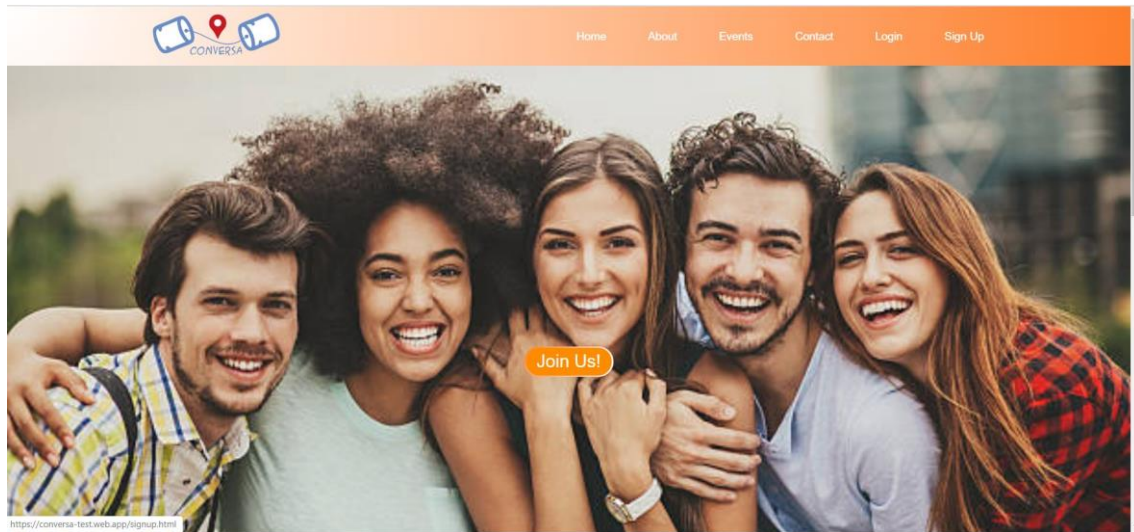 CONVERSA
Home About Events Contact Login Sign Up
Join Us!
https://conversa-test.web.app/signup.html